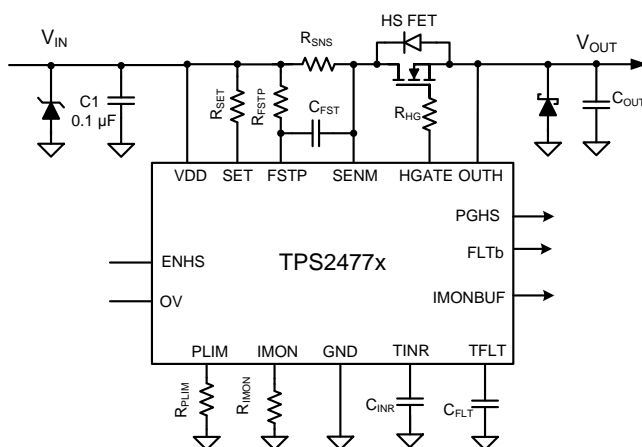 HS FET
V_IN
R_SNS
V_OUT
C1
0.1 µF
R_SET
R_FSTP
C_FST
R_HG
C_OUT
VDD
SET
FSTP
SENM
HGATE
OUTH
PGHS
FLTb
ENHS
TPS2477x
OV
IMONBUF
PLIM
IMON
GND
TINR
TFLT
R_PLIM
R_IMON
C_INR
C_FLT